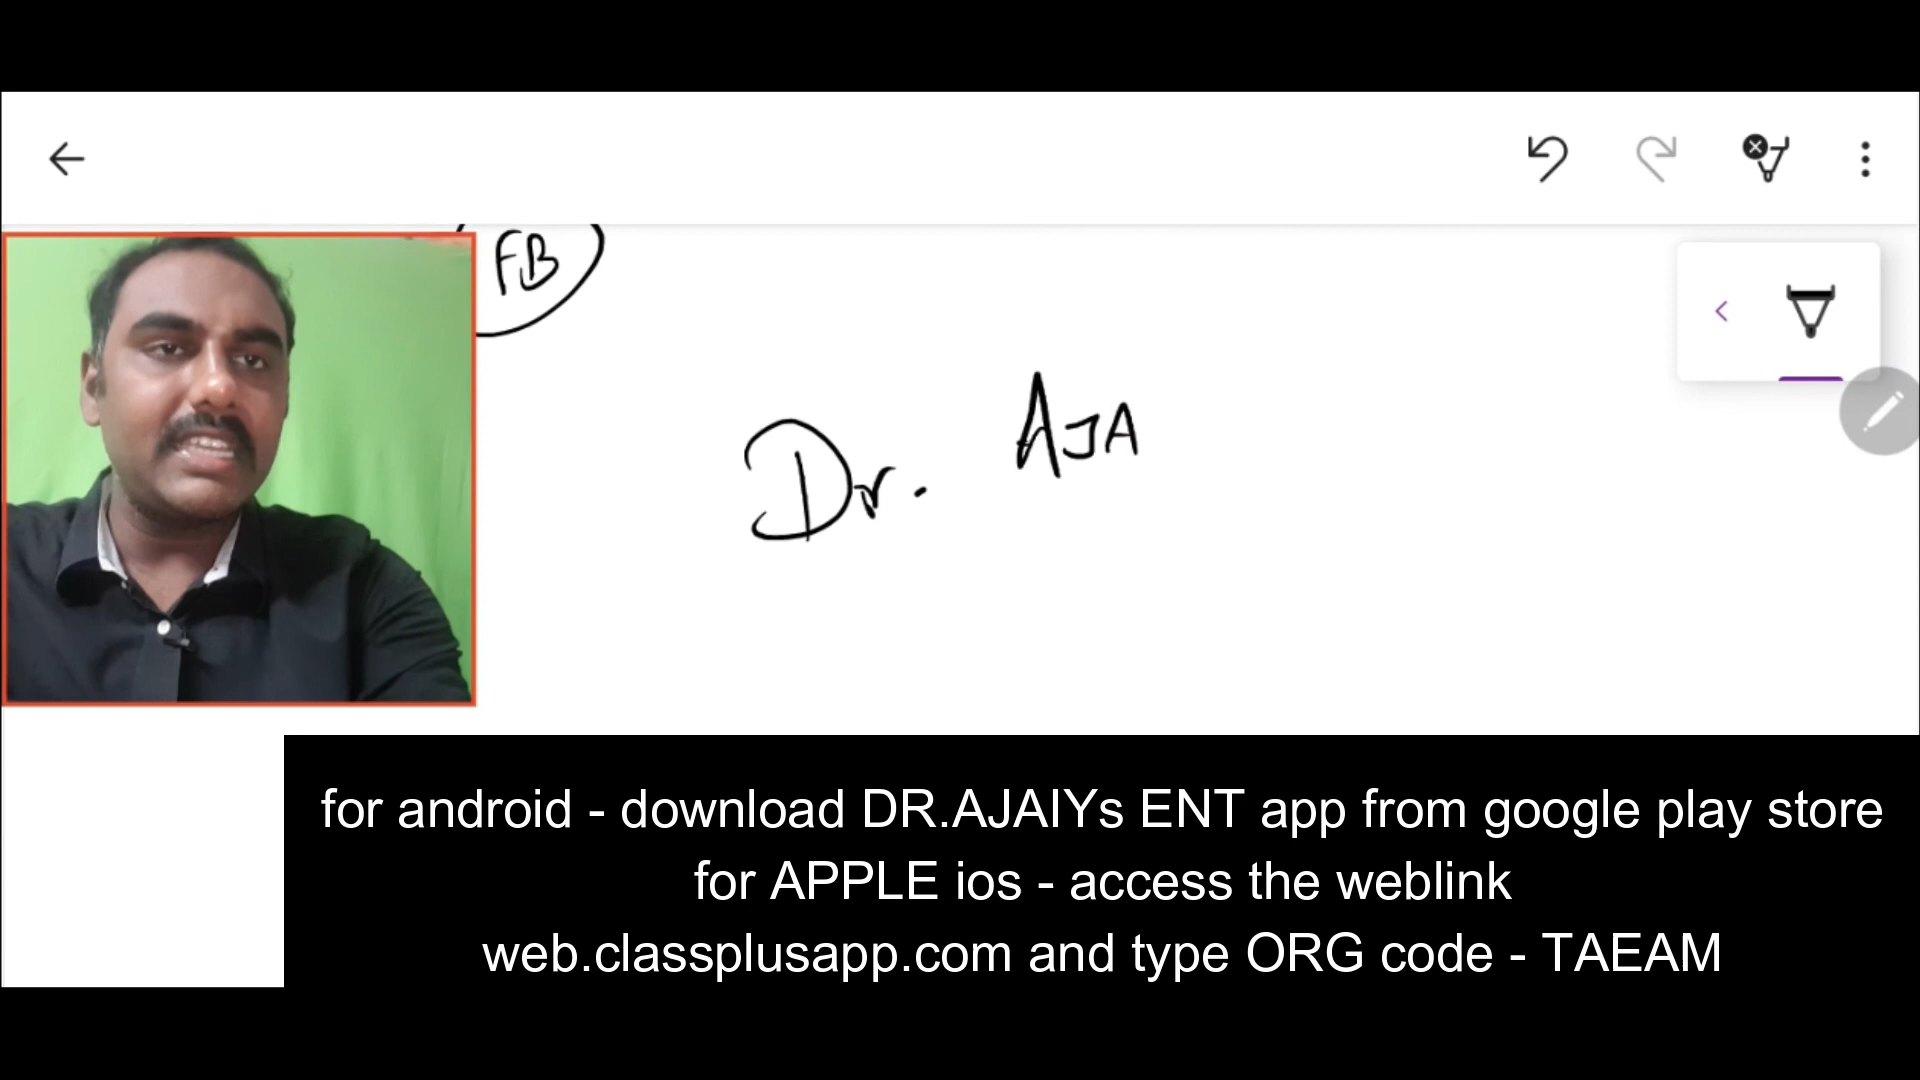 FB
Dr. AJA
for android - download DR.AJAIYs ENT app from google play store
for APPLE ios - access the weblink
web.classplusapp.com and type ORG code - TAEAM